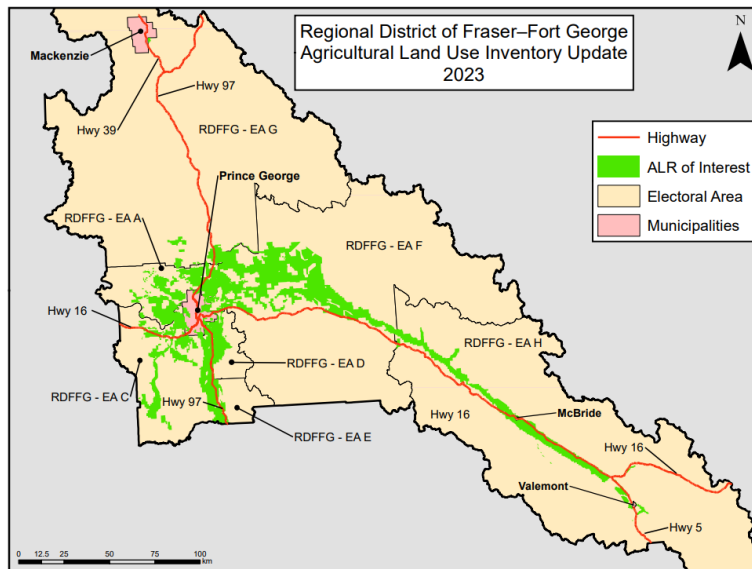 Regional District of Fraser–Fort George
Agricultural Land Use Inventory Update
2023
N
Mackenzie
Hwy 97
Hwy 39
RDFFG - EA G
Highway
ALR of Interest
Electoral Area
Municipalities
Prince George
RDFFG - EA A
RDFFG - EA F
Hwy 16
RDFFG - EA H
RDFFG - EA D
RDFFG - EA C
Hwy 97
Hwy 16
McBride
RDFFG - EA E
Hwy 16
Valemont
Hwy 5
0 12.5 25 50 75 100
km